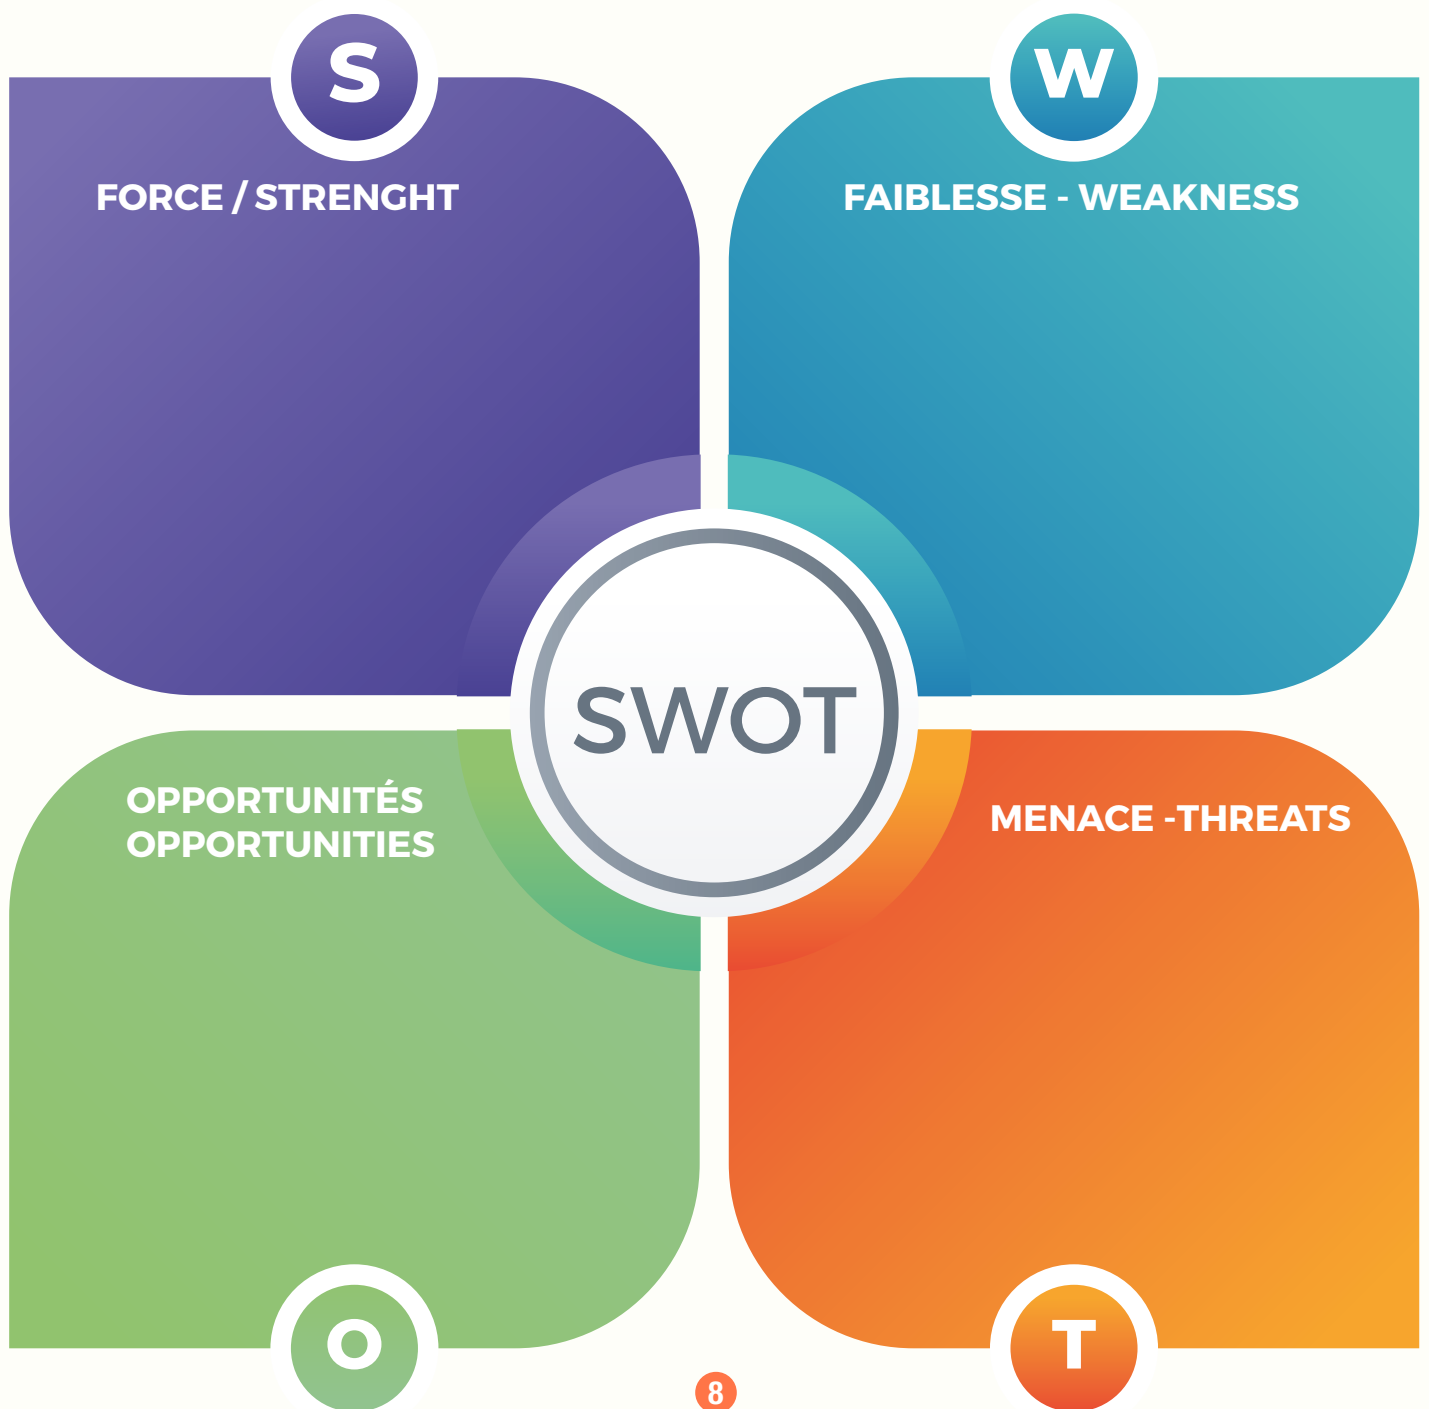 S
W
FORCE / STRENGHT
FAIBLESSE - WEAKNESS
SWOT
OPPORTUNITÉS
OPPORTUNITIES
MENACE -THREATS
O
T
8